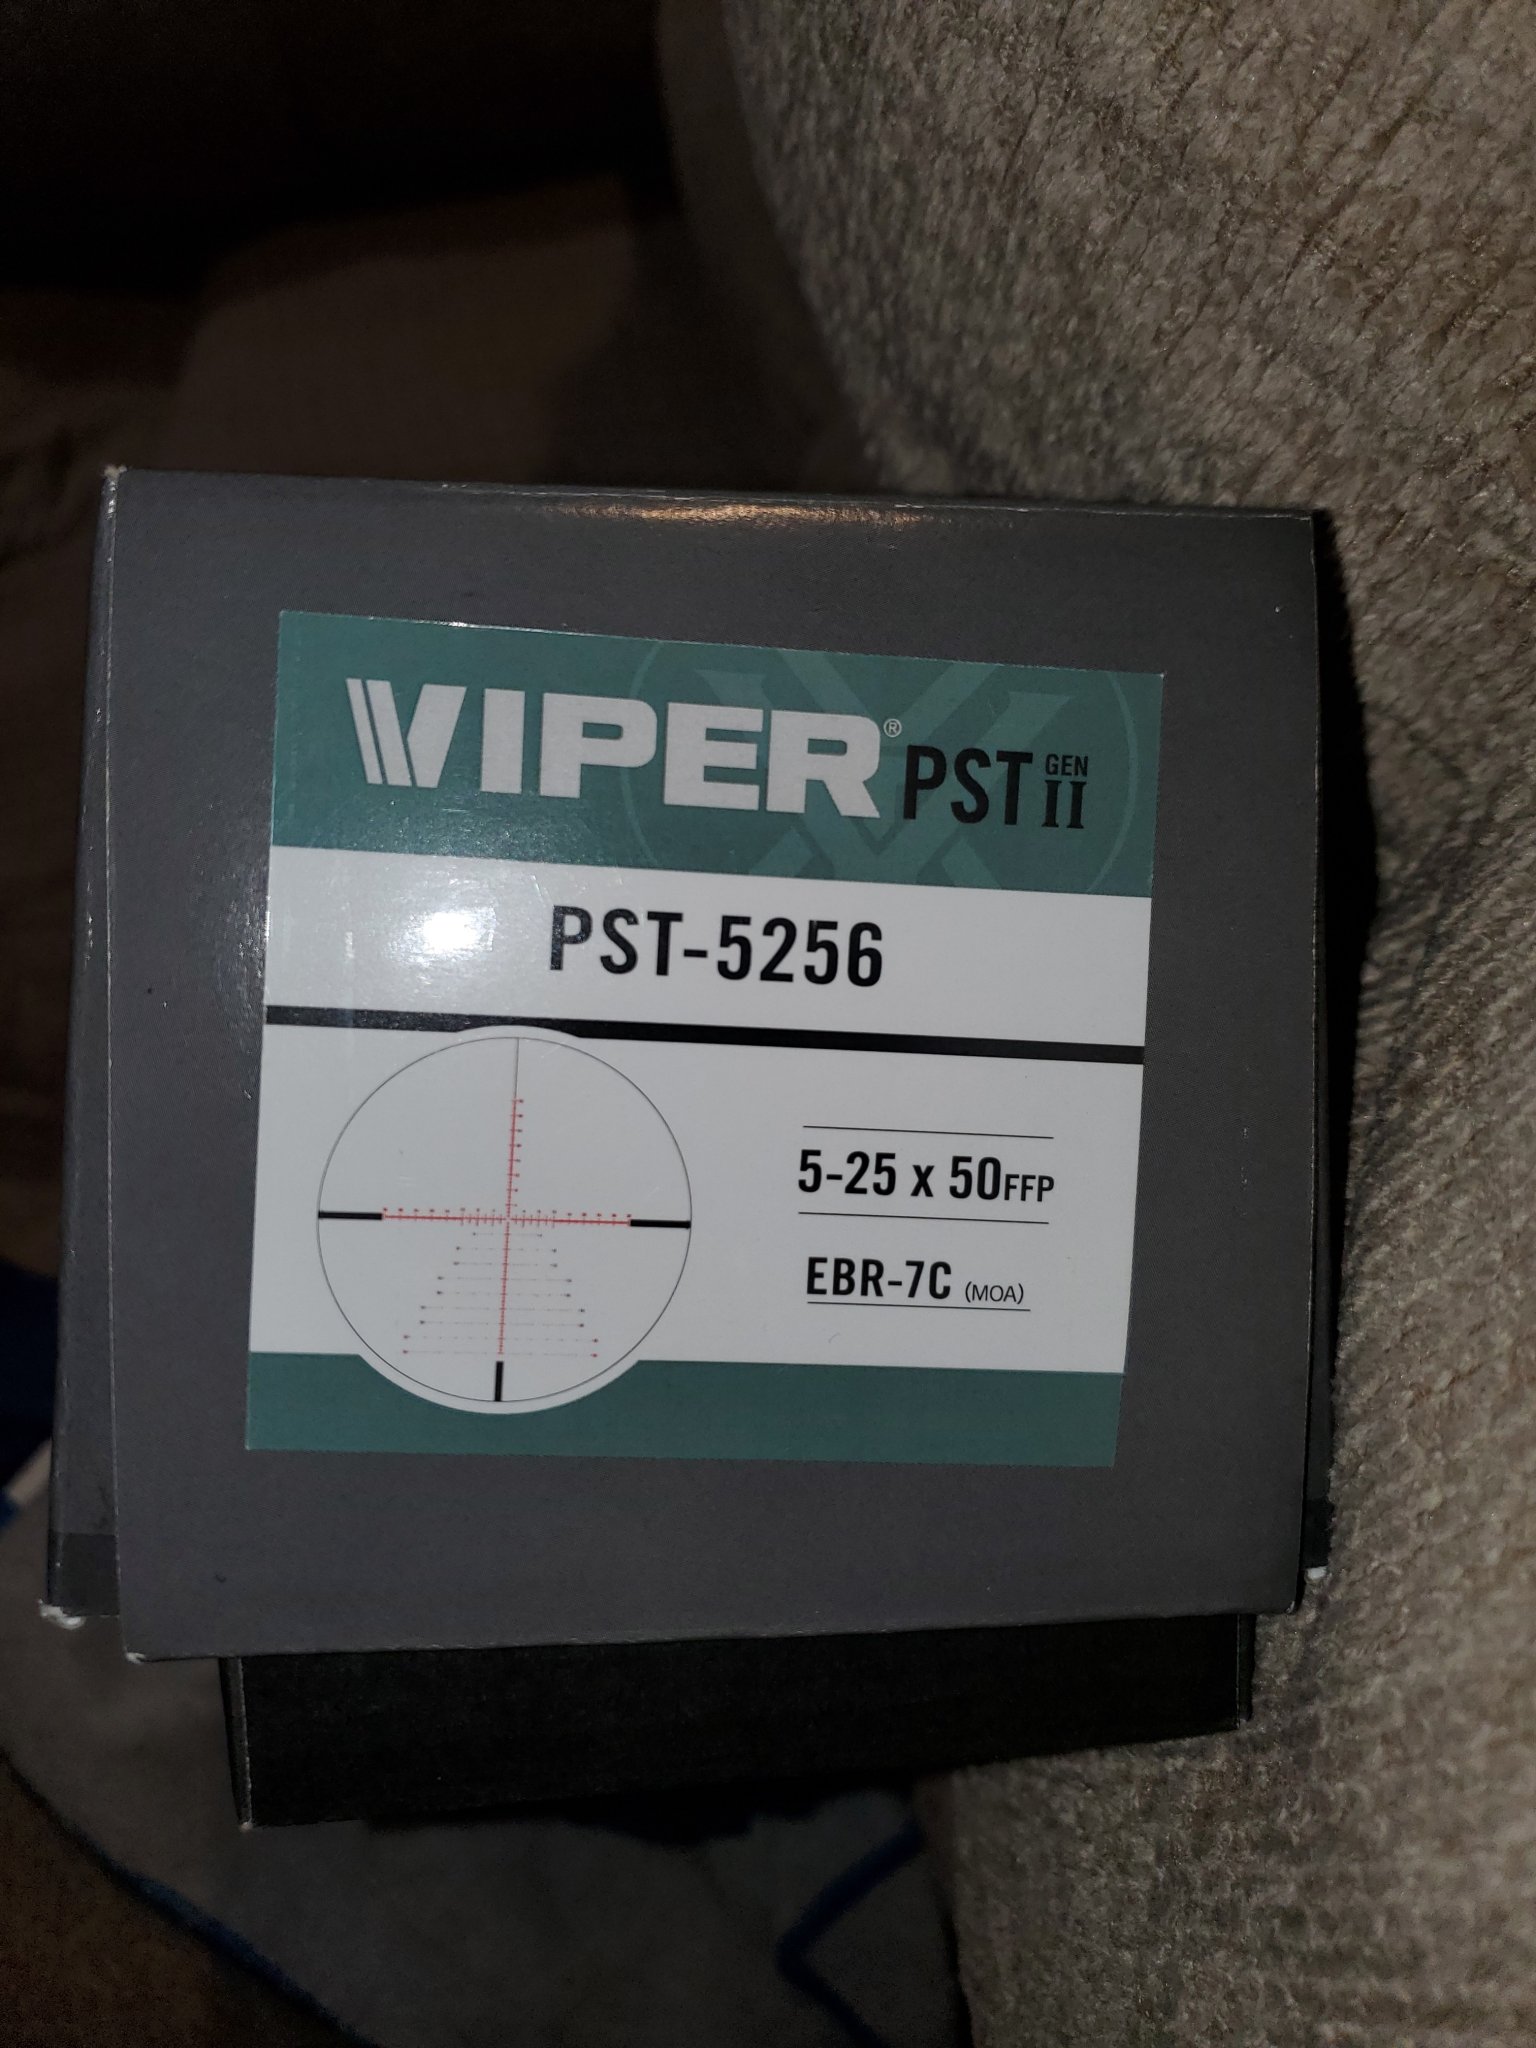 VIPER® PST GEN II
PST-5256
5-25 x 50FFP
EBR-7C (MOA)